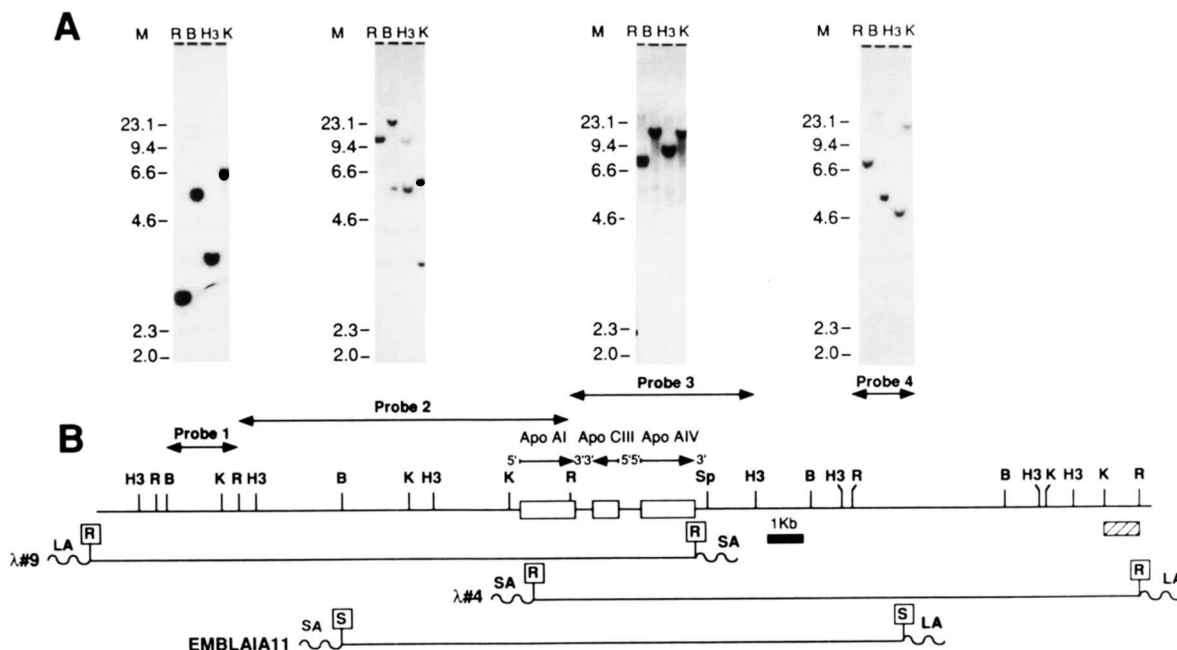 A
M R B H3 K
23.1
9.4
6.6
4.6
2.3
2.0
M R B H3 K
23.1
9.4
6.6
4.6
2.3
2.0
M R B H3 K
23.1
9.4
6.6
4.6
2.3
2.0
M R B H3 K
23.1
9.4
6.6
4.6
2.3
2.0
Probe 3
Probe 4
Probe 2
B
Probe 1
Apo AI Apo CIII Apo AIV
5' 3'3' 5'5' 3'
H3 R B K R H3 B K H3 K R Sp H3 B H3 R B H3 K H3 K R
1Kb
LA R R SA
λ#9
SA R R LA
λ#4
SA S S LA
EMBLAIA11